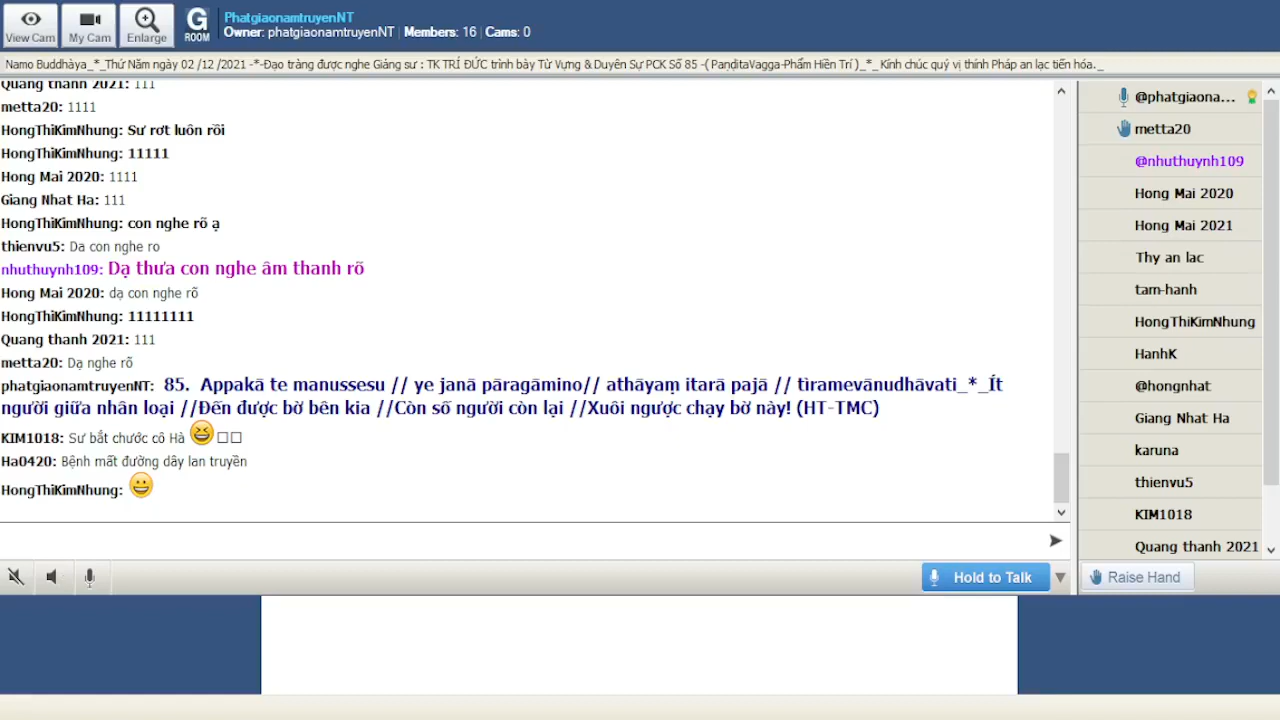 View Cam
My Cam
Enlarge
G
ROOM
PhatgiaonamtruyenNT
Owner: phatgiaonamtruyenNT | Members: 16 | Cams: 0
Namo Buddhàya_*_Thứ Năm ngày 02 /12 /2021 -*-Đạo tràng được nghe Giảng sư : TK TRÍ ĐỨC trình bày Từ Vựng & Duyên Sự PCK Số 85 -( PaṇḍitaVagga-Phẩm Hiền Trí )_*_ Kính chúc quý vị thính Pháp an lạc tiến hóa._
Quang thanh 2021: 111
metta20: 1111
HongThiKimNhung: Sư rơt luôn rồi
HongThiKimNhung: 11111
Hong Mai 2020: 1111
Giang Nhat Ha: 111
HongThiKimNhung: con nghe rõ ạ
thienvu5: Da con nghe ro
nhuthuynh109: Dạ thưa con nghe âm thanh rõ
Hong Mai 2020: dạ con nghe rõ
HongThiKimNhung: 11111111
Quang thanh 2021: 111
metta20: Dạ nghe rõ
phatgiaonamtruyenNT: 85. Appakā te manussesu // ye janā pāragāmino// athāyaṃ itarā pajā // tìramevānudhāvati_*_Ít
người giữa nhân loại //Đến được bờ bên kia //Còn số người còn lại //Xuôi ngược chạy bờ này! (HT-TMC)
KIM1018: Sư bắt chước cô Hà 😆
Ha0420: Bệnh mất đường dây lan truyền
HongThiKimNhung: 😀
@phatgiaona...
metta20
@nhuthuynh109
Hong Mai 2020
Hong Mai 2021
Thy an lac
tam-hanh
HongThiKimNhung
HanhK
@hongnhat
Giang Nhat Ha
karuna
thienvu5
KIM1018
Quang thanh 2021
Hold to Talk
Raise Hand